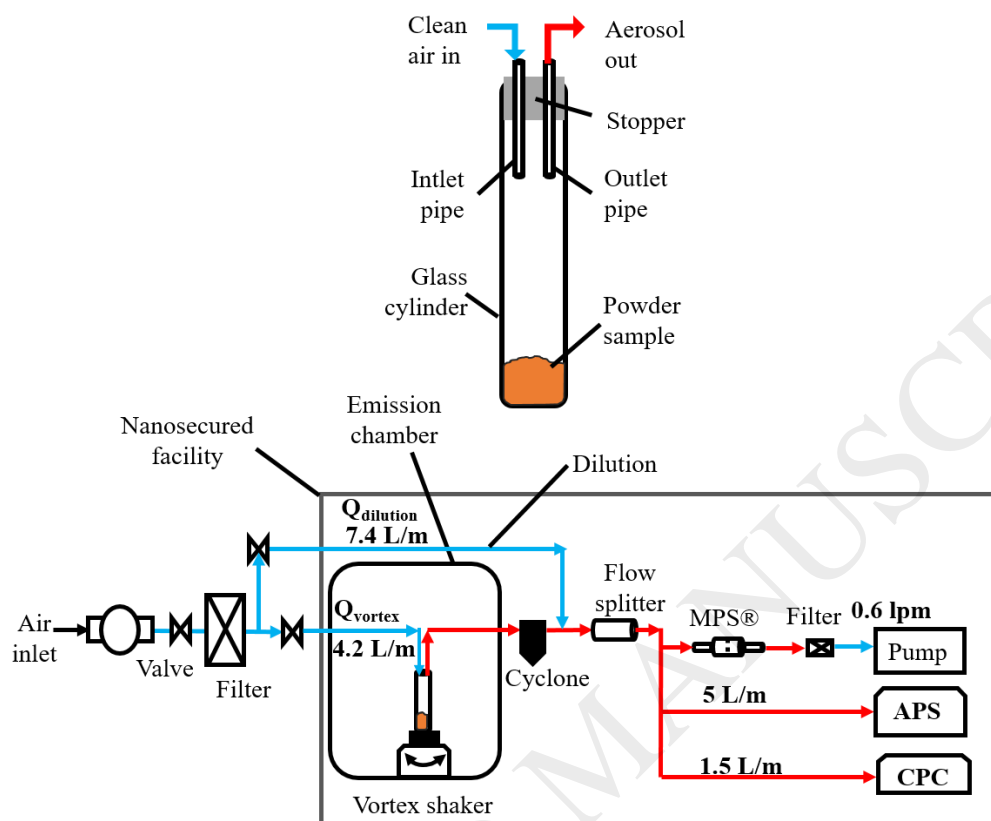 Clean
air in
Aerosol
out
Stopper
Intlet
pipe
Outlet
pipe
Glass
cylinder
Powder
sample
Nanosecured
facility
Emission
chamber
Dilution
Qdilution
7.4 L/m
Qvortex
4.2 L/m
Air
inlet
Valve
Filter
Cyclone
Flow
splitter
MPS®
Filter
0.6 lpm
Pump
5 L/m
APS
1.5 L/m
CPC
Vortex shaker